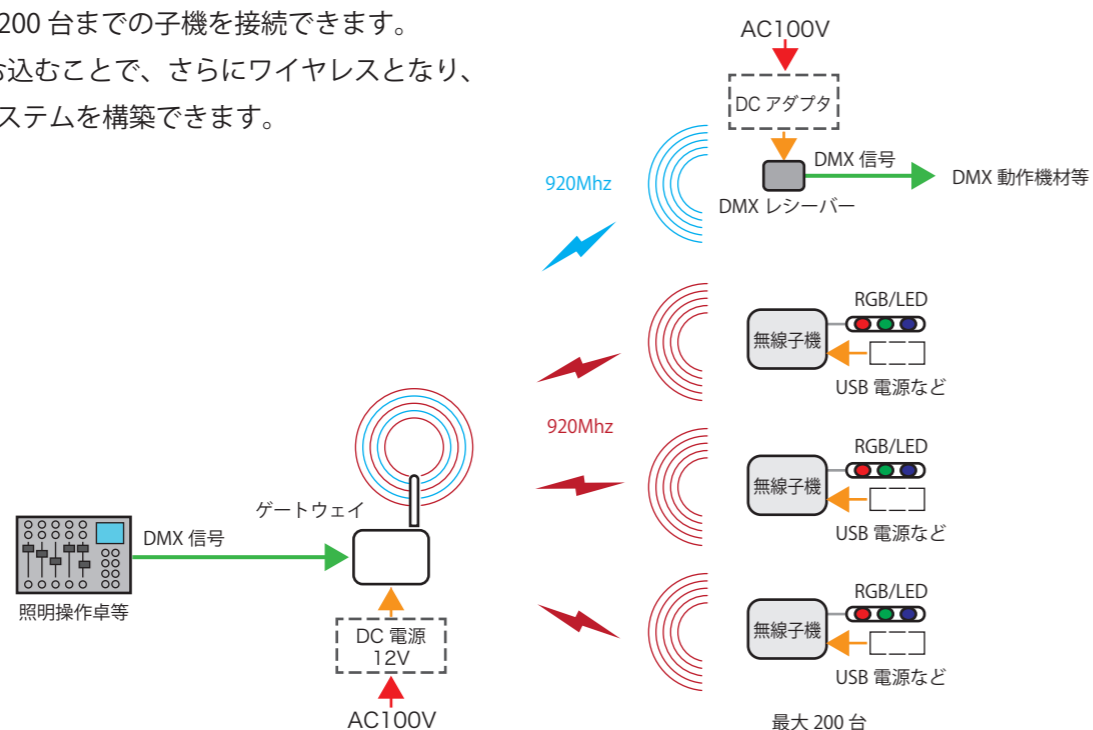 200 台までの子機を接続できます。
込むことで、さらにワイヤレスとなり、
ステムを構築できます。
AC100V
DC アダプタ
DMX 信号
DMX 動作機材等
DMX レシーバー
920Mhz
RGB/LED
無線子機
USB 電源など
920Mhz
RGB/LED
無線子機
USB 電源など
ゲートウェイ
DMX 信号
照明操作卓等
RGB/LED
無線子機
USB 電源など
DC 電源
12V
AC100V
最大 200 台